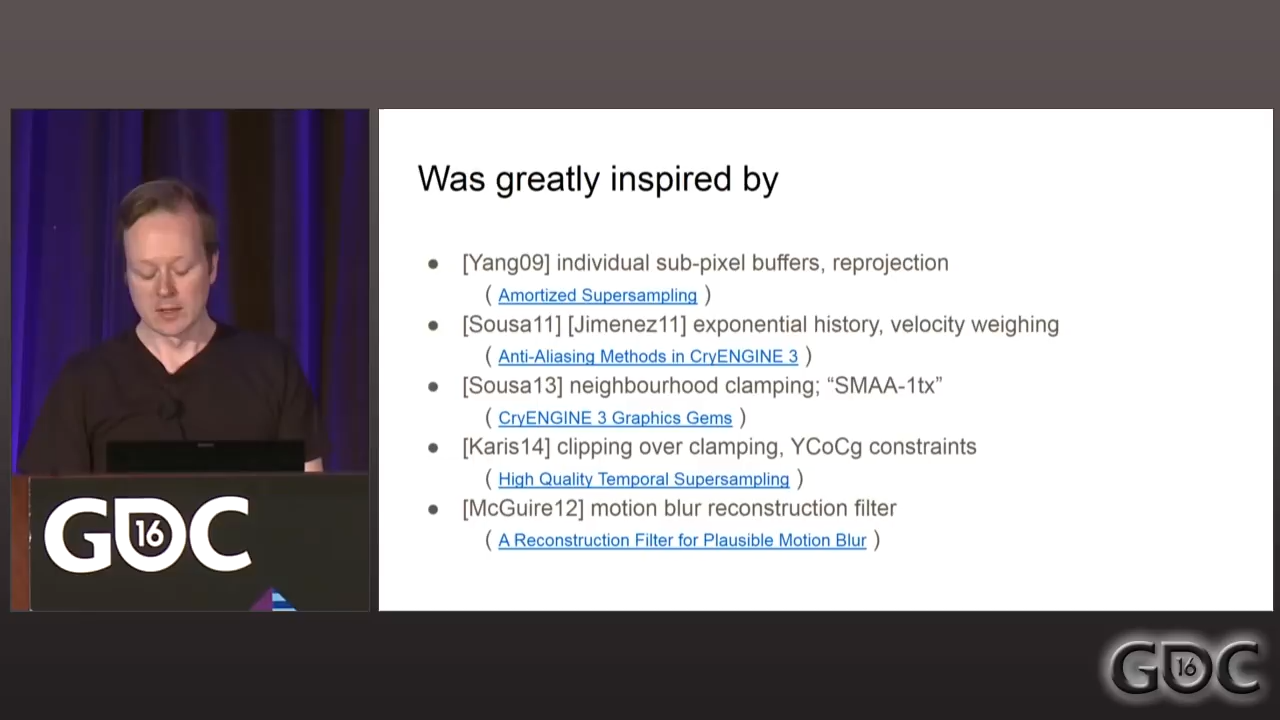 Was greatly inspired by
● [Yang09] individual sub-pixel buffers, reprojection
( Amortized Supersampling )
● [Sousa11] [Jimenez11] exponential history, velocity weighing
( Anti-Aliasing Methods in CryENGINE 3 )
● [Sousa13] neighbourhood clamping; “SMAA-1tx”
( CryENGINE 3 Graphics Gems )
● [Karis14] clipping over clamping, YCoCg constraints
( High Quality Temporal Supersampling )
● [McGuire12] motion blur reconstruction filter
( A Reconstruction Filter for Plausible Motion Blur )
GDC 16
GDC 16